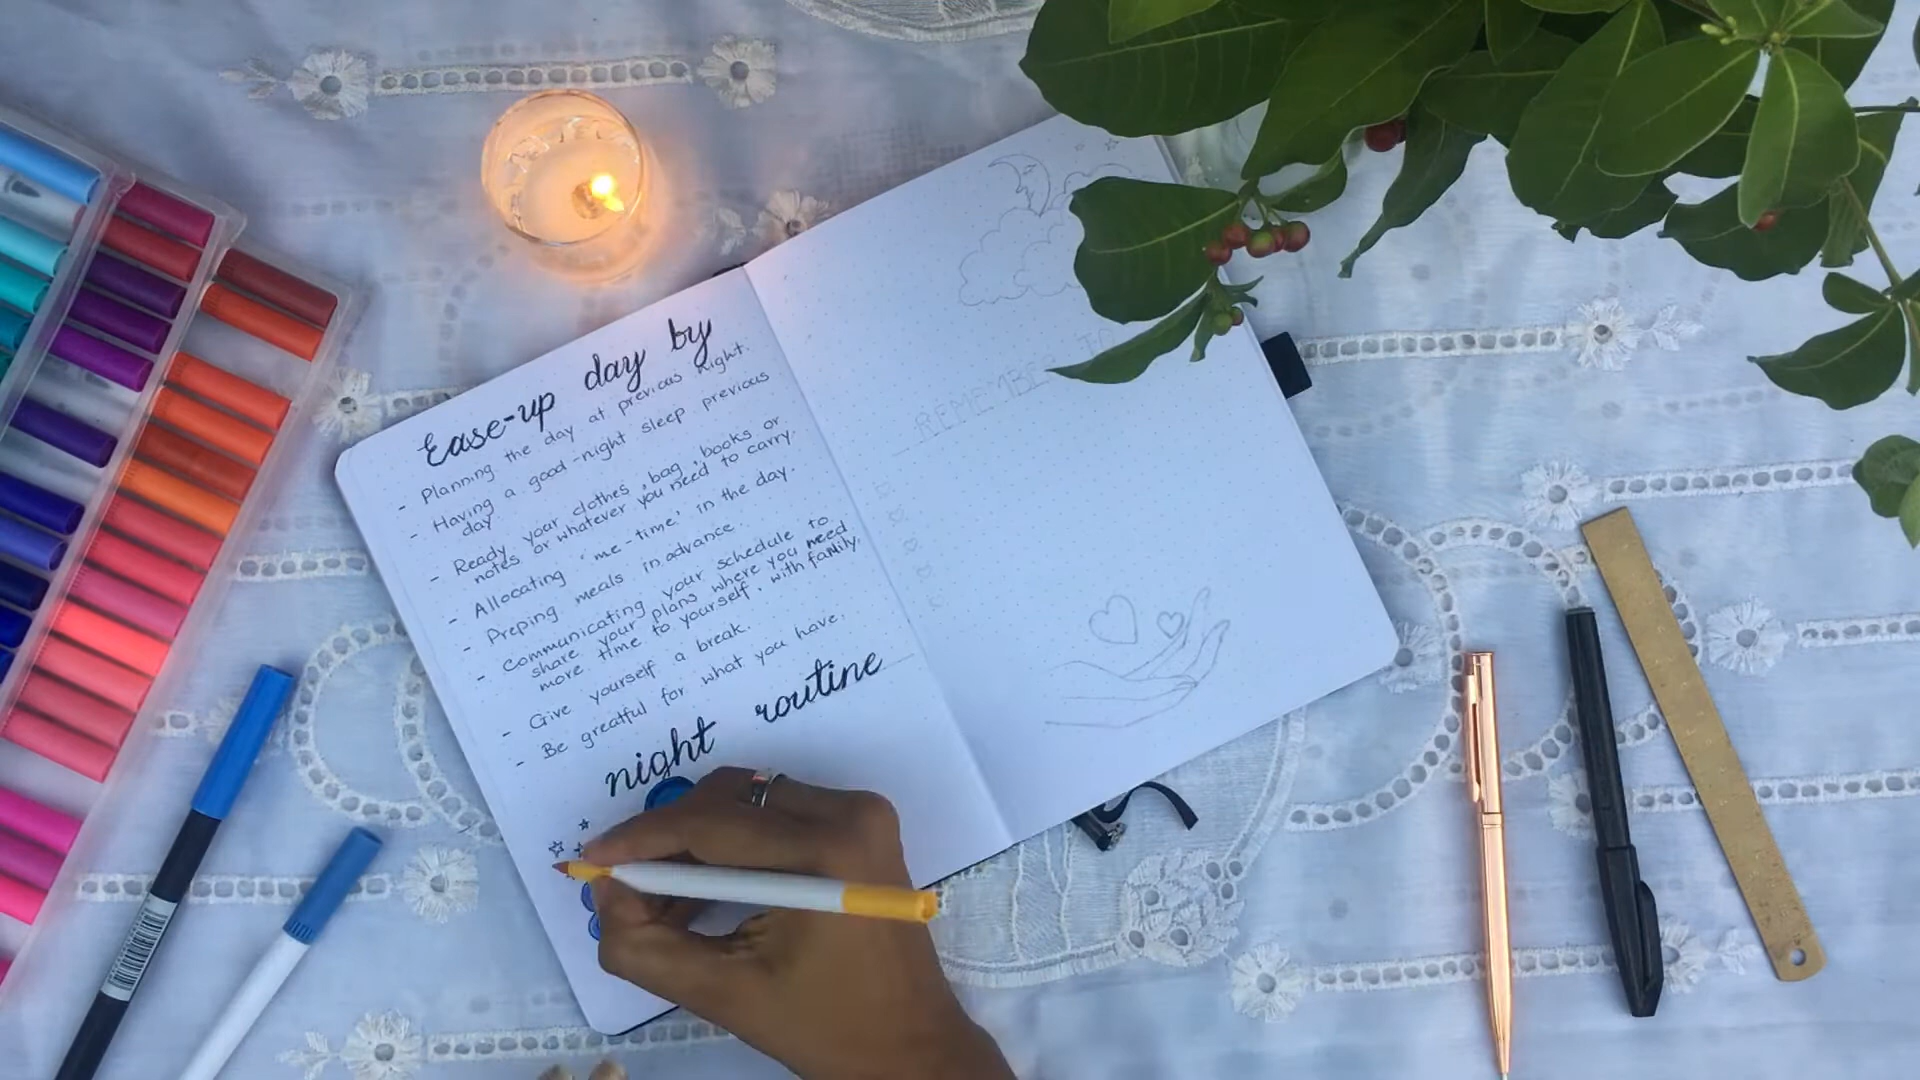 Ease-up day by
- Planning the day at previous night.
- Having a good-night sleep previous
day
- Ready your clothes, bag, books or
notes or whatever you need to carry.
- Allocating 'me-time' in the day.
- Preping meals in advance.
- Communicating your schedule to
share your plans where you need
more time to yourself, with family.
- Give yourself a break.
- Be greatful for what you have.
night routine
REMEMBER TO